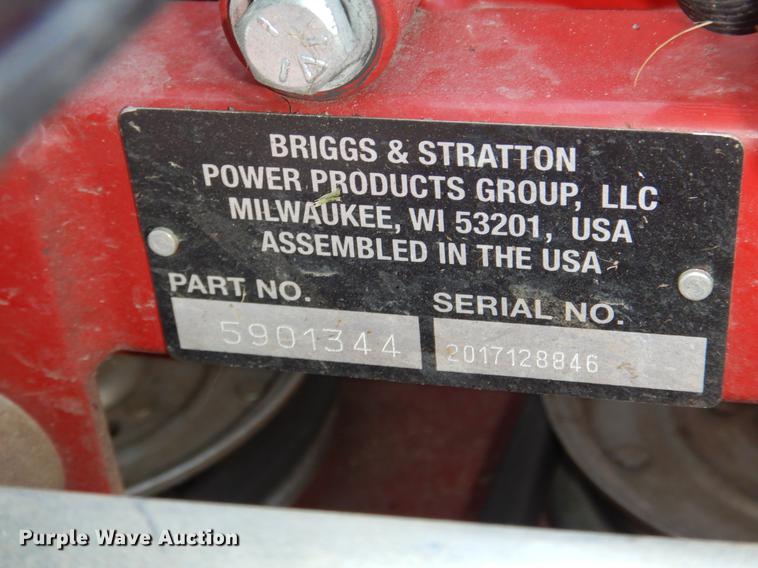 BRIGGS & STRATTON
POWER PRODUCTS GROUP, LLC
MILWAUKEE, WI 53201, USA
ASSEMBLED IN THE USA
PART NO.
5901344
SERIAL NO.
2017128846
Purple Wave Auction